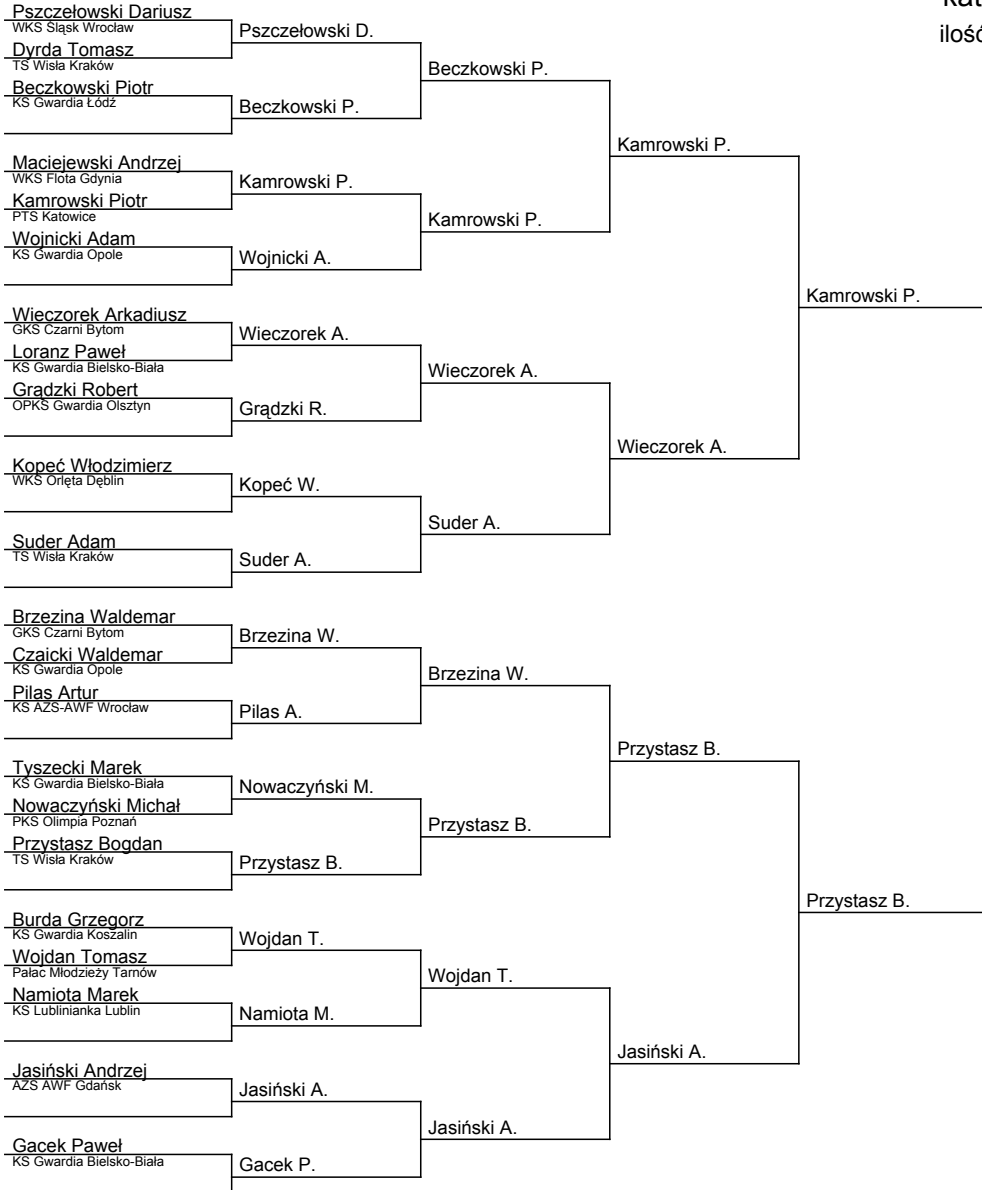 Pszczełowski Dariusz
WKS Śląsk Wrocław
Dyrda Tomasz
TS Wisła Kraków
Beczkowski Piotr
KS Gwardia Łódź
Maciejewski Andrzej
WKS Flota Gdynia
Kamrowski Piotr
PTS Katowice
Wojnicki Adam
KS Gwardia Opole
Wieczorek Arkadiusz
GKS Czarni Bytom
Loranz Paweł
KS Gwardia Bielsko-Biała
Grądzki Robert
OPKS Gwardia Olsztyn
Kopeć Włodzimierz
WKS Orlęta Dęblin
Suder Adam
TS Wisła Kraków
Brzezina Waldemar
GKS Czarni Bytom
Czaicki Waldemar
KS Gwardia Opole
Pilas Artur
KS AZS-AWF Wrocław
Tyszecki Marek
KS Gwardia Bielsko-Biała
Nowaczyński Michał
PKS Olimpia Poznań
Przystasz Bogdan
TS Wisła Kraków
Burda Grzegorz
KS Gwardia Koszalin
Wojdan Tomasz
Pałac Młodzieży Tarnów
Namiota Marek
KS Lublinianka Lublin
Jasiński Andrzej
AZS AWF Gdańsk
Gacek Paweł
KS Gwardia Bielsko-Biała
Pszczełowski D.
Beczkowski P.
Kamrowski P.
Wojnicki A.
Wieczorek A.
Grądzki R.
Kopeć W.
Suder A.
Brzezina W.
Pilas A.
Nowaczyński M.
Przystasz B.
Wojdan T.
Namiota M.
Jasiński A.
Gacek P.
Beczkowski P.
Kamrowski P.
Wieczorek A.
Suder A.
Brzezina W.
Przystasz B.
Wojdan T.
Jasiński A.
Kamrowski P.
Wieczorek A.
Przystasz B.
Jasiński A.
Kamrowski P.
Przystasz B.
ilość